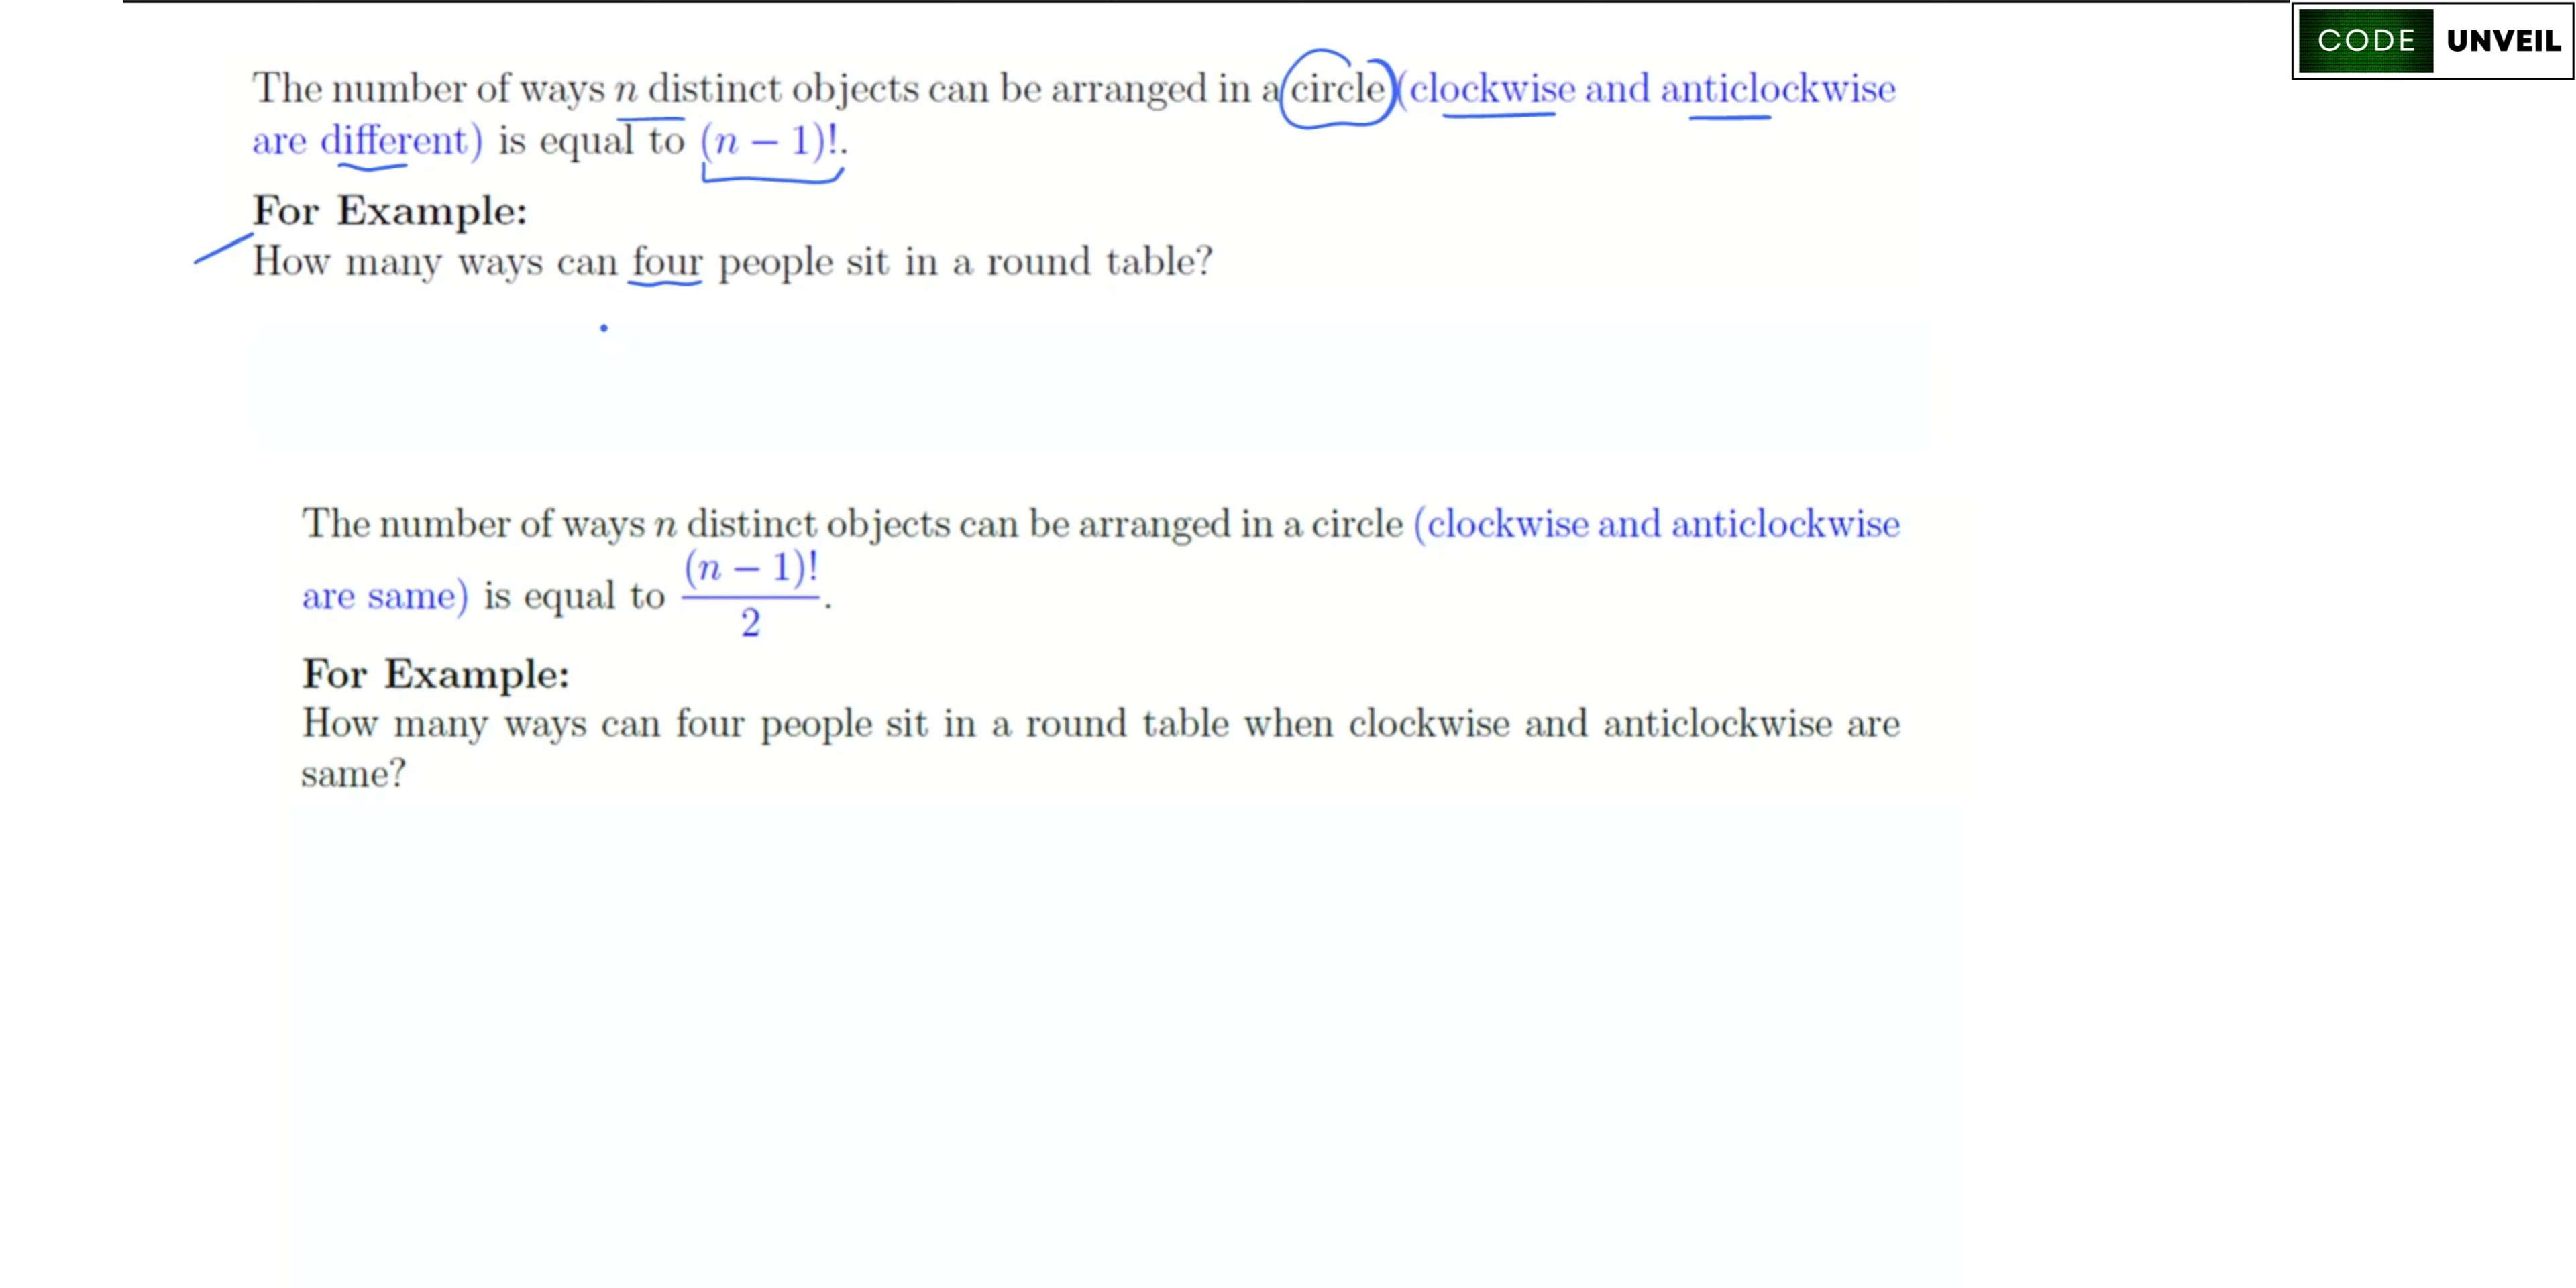 CODE UNVEIL
The number of ways n distinct objects can be arranged in a circle (clockwise and anticlockwise
are different) is equal to (n − 1)!.
For Example:
How many ways can four people sit in a round table?
The number of ways n distinct objects can be arranged in a circle (clockwise and anticlockwise
are same) is equal to (n − 1)!/2.
For Example:
How many ways can four people sit in a round table when clockwise and anticlockwise are
same?